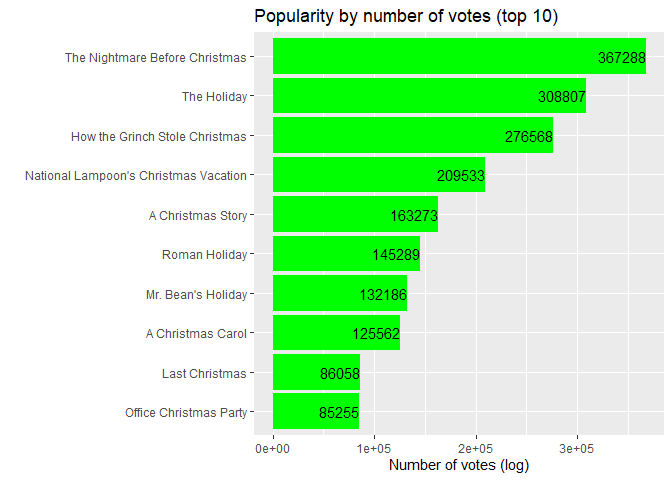 Popularity by number of votes (top 10)
The Nightmare Before Christmas 367288
The Holiday 308807
How the Grinch Stole Christmas 276568
National Lampoon's Christmas Vacation 209533
A Christmas Story 163273
Roman Holiday 145289
Mr. Bean's Holiday 132186
A Christmas Carol 125562
Last Christmas 86058
Office Christmas Party 85255
0e+00 1e+05 2e+05 3e+05
Number of votes (log)